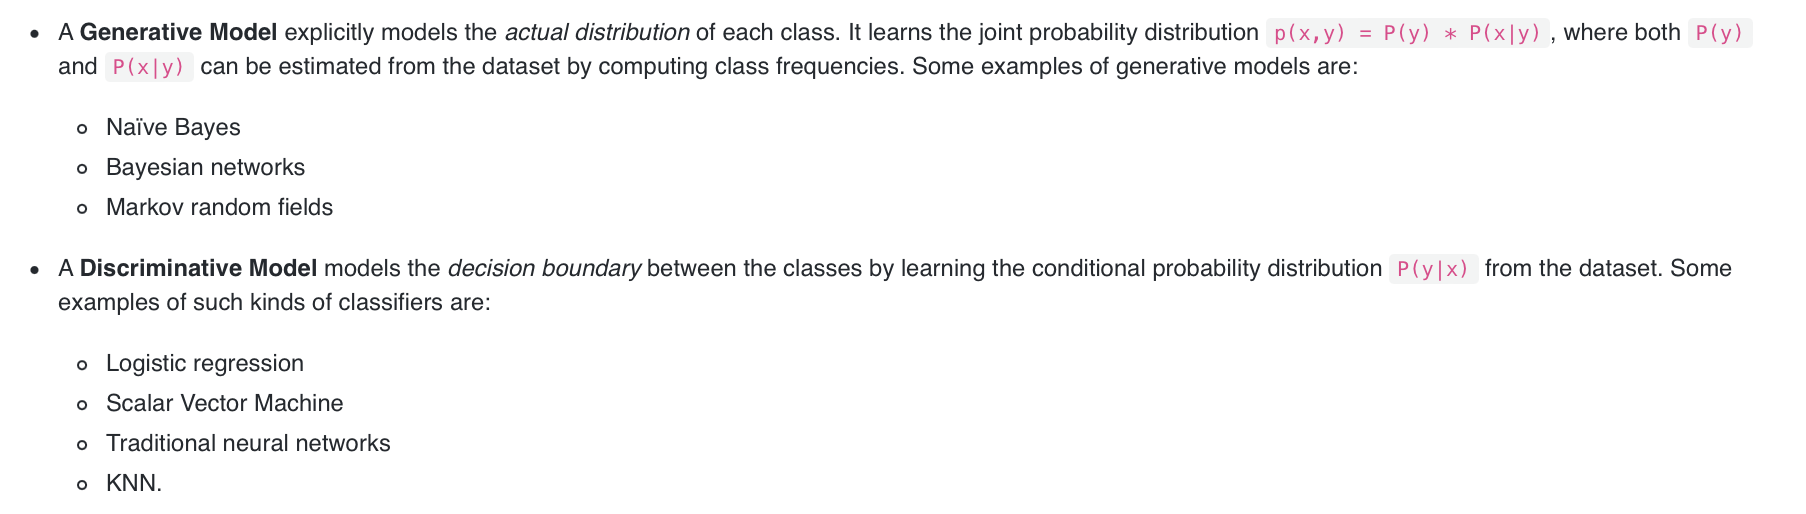 A Generative Model explicitly models the actual distribution of each class. It learns the joint probability distribution p(x,y) = P(y) * P(x|y), where both P(y)
and P(x|y) can be estimated from the dataset by computing class frequencies. Some examples of generative models are:
Naïve Bayes
Bayesian networks
Markov random fields
A Discriminative Model models the decision boundary between the classes by learning the conditional probability distribution P(y|x) from the dataset. Some
examples of such kinds of classifiers are:
Logistic regression
Scalar Vector Machine
Traditional neural networks
KNN.